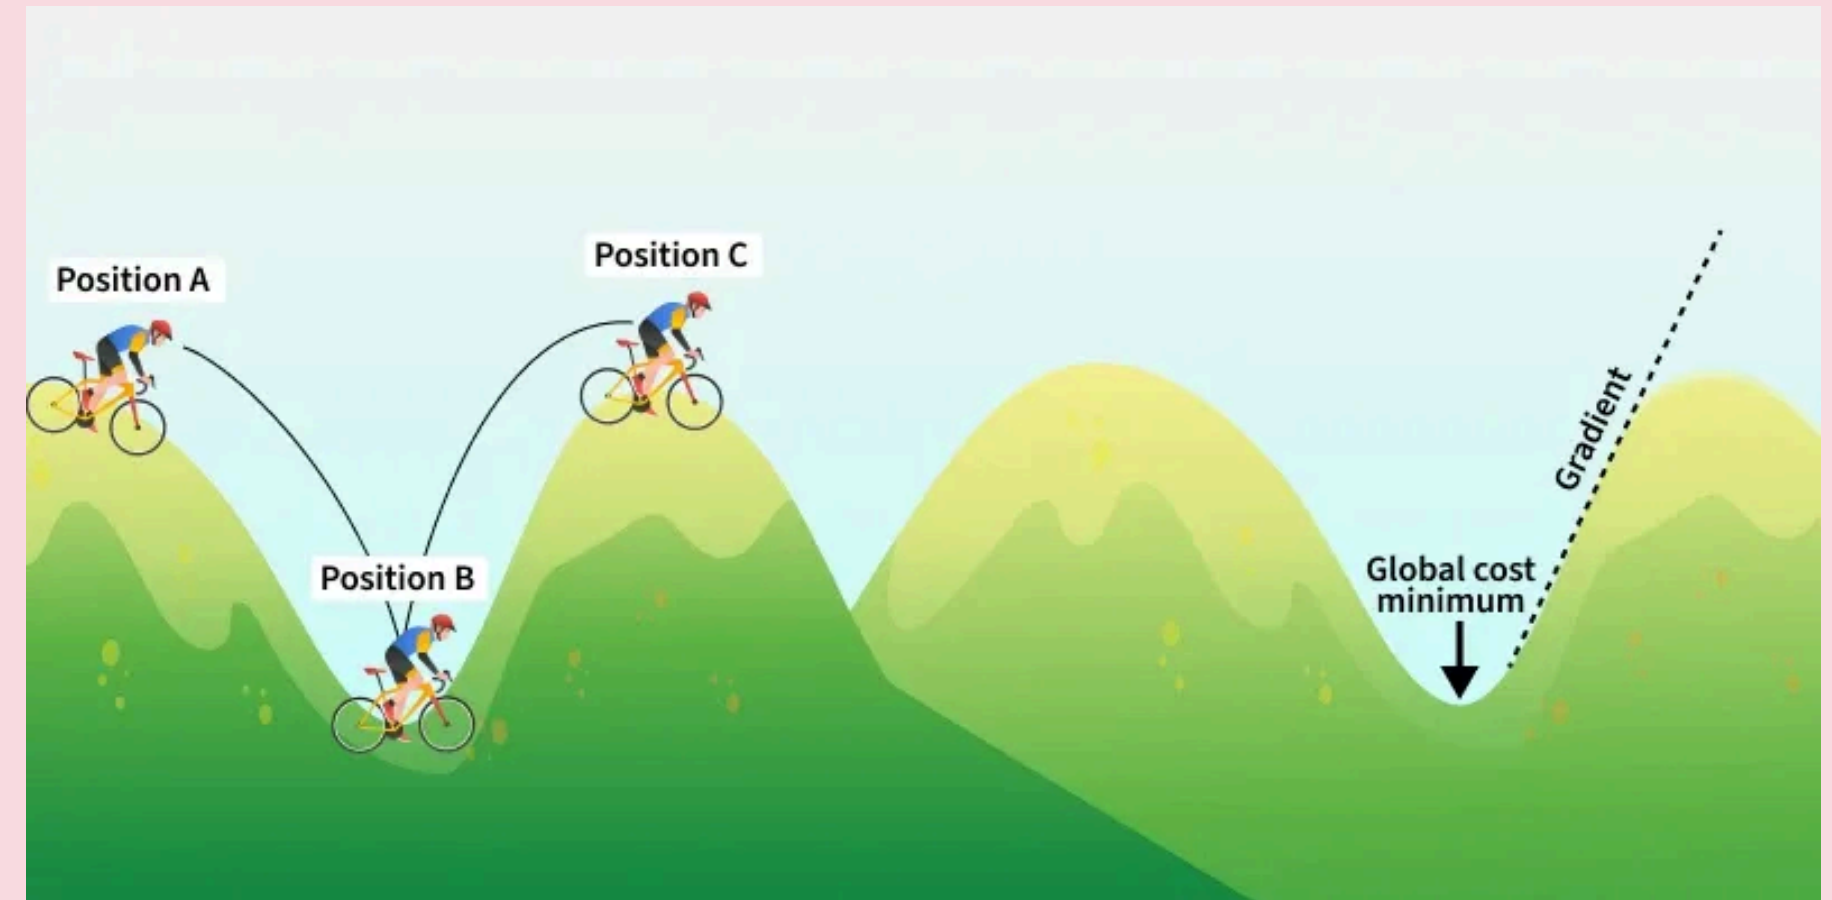 Position A
Position C
Position B
Global cost
minimum
Gradient